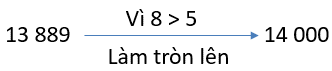 Vì 8 > 5
13 889 14 000
Làm tròn lên